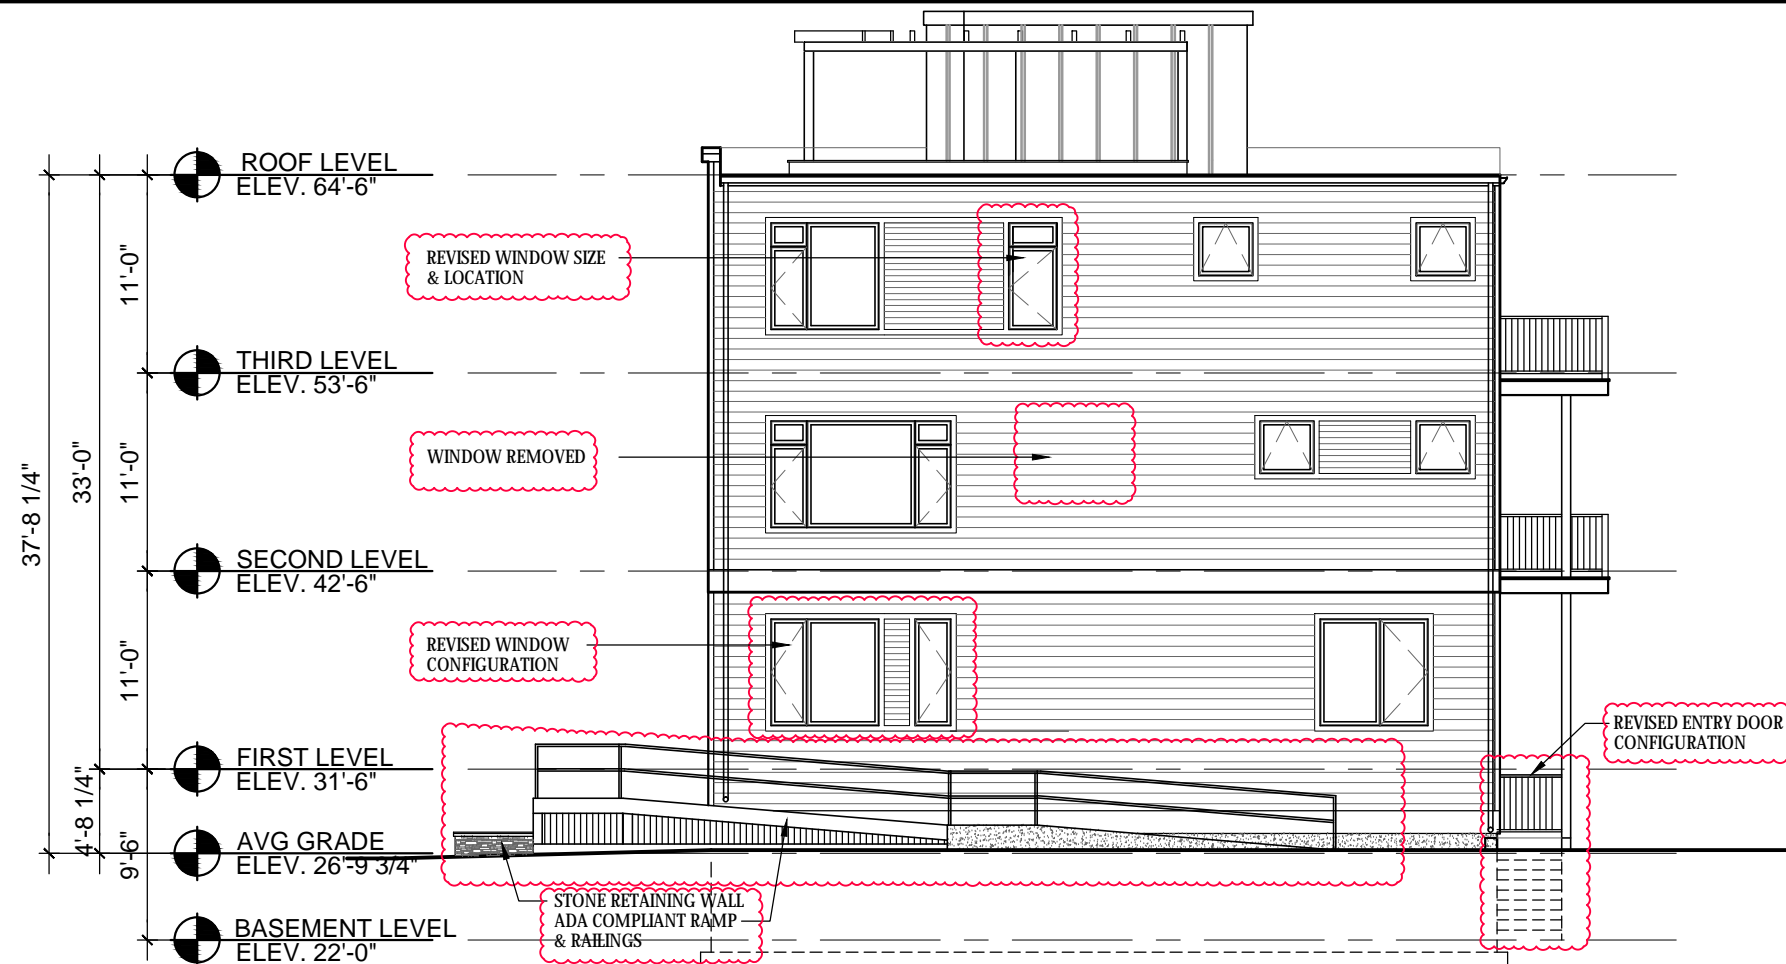 ROOF LEVEL
ELEV. 64'-6"
THIRD LEVEL
ELEV. 53'-6"
SECOND LEVEL
ELEV. 42'-6"
FIRST LEVEL
ELEV. 31'-6"
AVG GRADE
ELEV. 26'-9 3/4"
BASEMENT LEVEL
ELEV. 22'-0"
37'-8 1/4"
33'-0"
4'-8 1/4"
11'-0"
11'-0"
11'-0"
9'-6"
REVISED WINDOW SIZE
& LOCATION
WINDOW REMOVED
REVISED WINDOW
CONFIGURATION
STONE RETAINING WALL
ADA COMPLIANT RAMP
& RAILINGS
REVISED ENTRY DOOR
CONFIGURATION